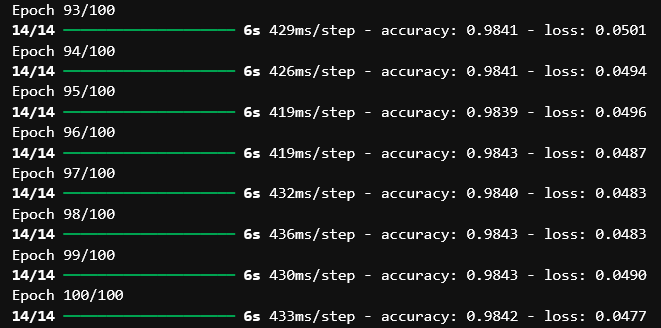 Epoch 93/100
14/14 ━━━━━━━━━━━━━━━━━━━━ 6s 429ms/step - accuracy: 0.9841 - loss: 0.0501
Epoch 94/100
14/14 ━━━━━━━━━━━━━━━━━━━━ 6s 426ms/step - accuracy: 0.9841 - loss: 0.0494
Epoch 95/100
14/14 ━━━━━━━━━━━━━━━━━━━━ 6s 419ms/step - accuracy: 0.9839 - loss: 0.0496
Epoch 96/100
14/14 ━━━━━━━━━━━━━━━━━━━━ 6s 419ms/step - accuracy: 0.9843 - loss: 0.0487
Epoch 97/100
14/14 ━━━━━━━━━━━━━━━━━━━━ 6s 432ms/step - accuracy: 0.9840 - loss: 0.0483
Epoch 98/100
14/14 ━━━━━━━━━━━━━━━━━━━━ 6s 436ms/step - accuracy: 0.9843 - loss: 0.0483
Epoch 99/100
14/14 ━━━━━━━━━━━━━━━━━━━━ 6s 430ms/step - accuracy: 0.9843 - loss: 0.0490
Epoch 100/100
14/14 ━━━━━━━━━━━━━━━━━━━━ 6s 433ms/step - accuracy: 0.9842 - loss: 0.0477